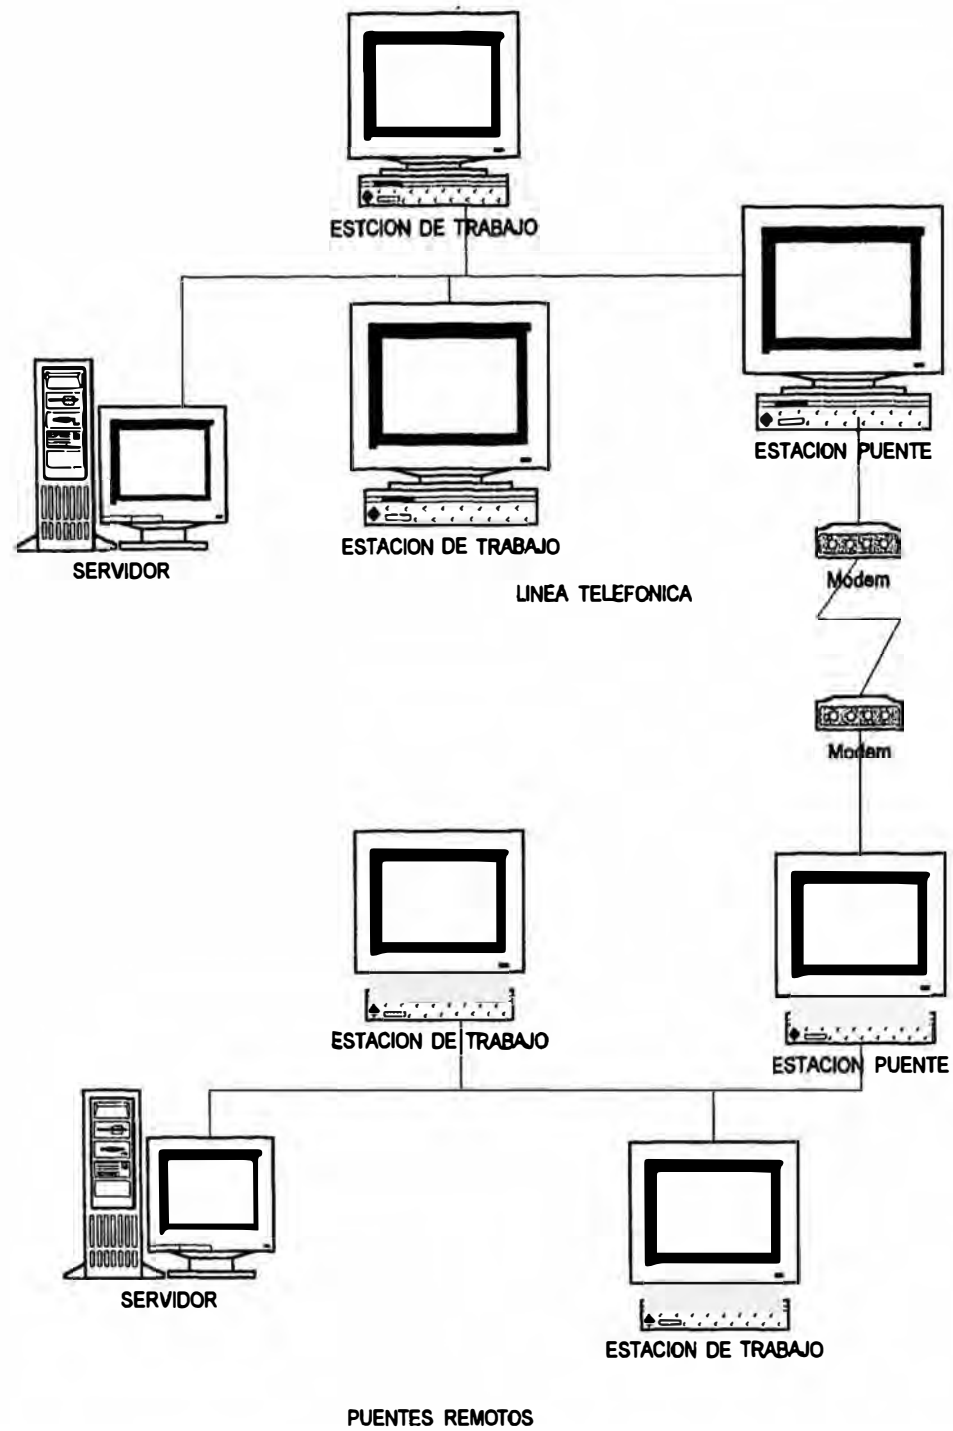 ESTCION DE TRABAJO
ESTACION PUENTE
ESTACION DE TRABAJO
SERVIDOR
Modem
LINEA TELEFONICA
Modem
ESTACION DE TRABAJO
ESTACION PUENTE
SERVIDOR
ESTACION DE TRABAJO
PUENTES REMOTOS